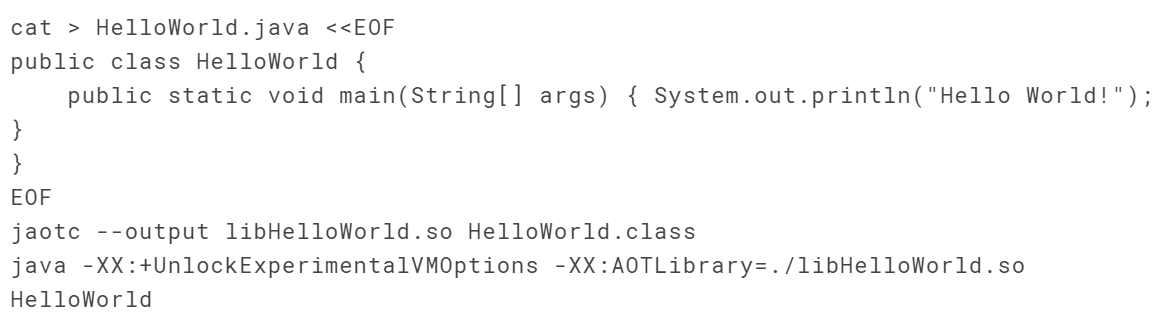 cat > HelloWorld.java <<EOF
public class HelloWorld {
    public static void main(String[] args) { System.out.println("Hello World!");
}
}
EOF
jaotc --output libHelloWorld.so HelloWorld.class
java -XX:+UnlockExperimentalVMOptions -XX:AOTLibrary=./libHelloWorld.so
HelloWorld